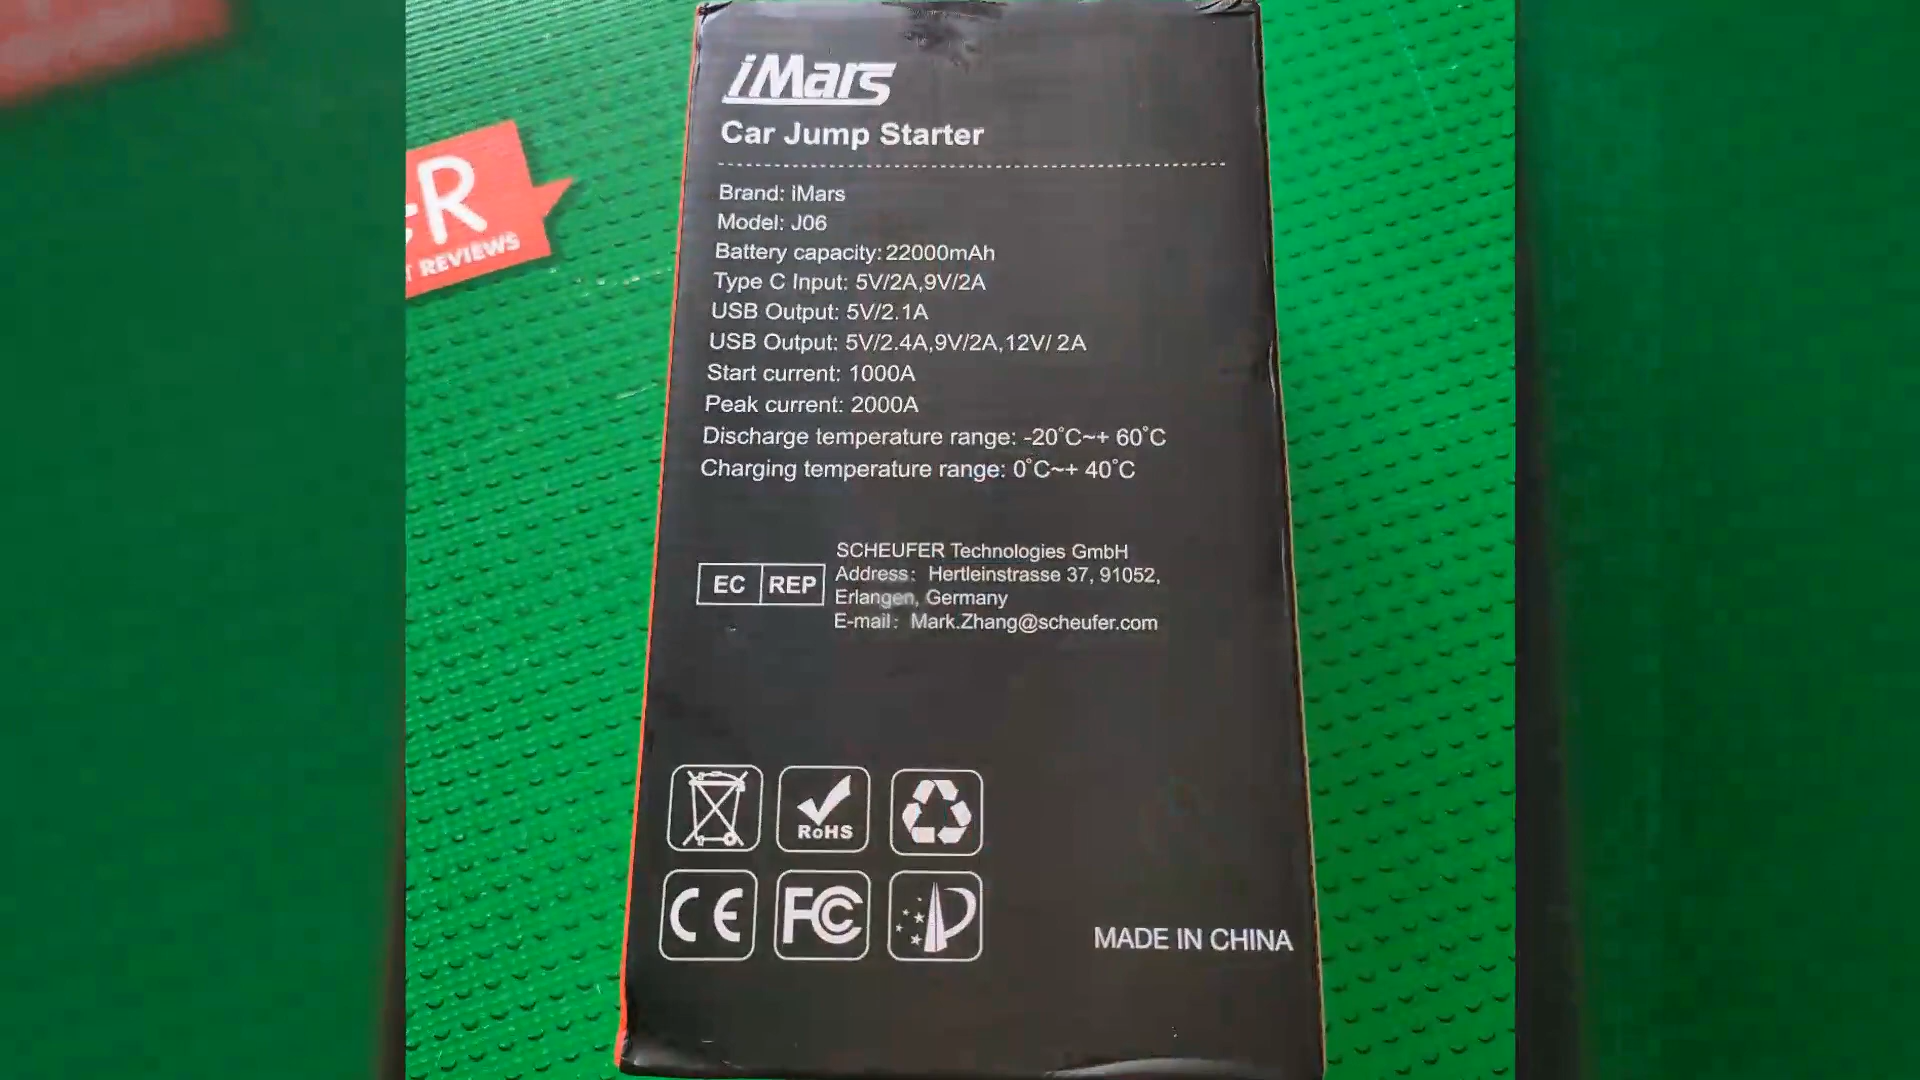 iMars
Car Jump Starter
Brand: iMars
Model: J06
Battery capacity: 22000mAh
Type C Input: 5V/2A,9V/2A
USB Output: 5V/2.1A
USB Output: 5V/2.4A,9V/2A,12V/ 2A
Start current: 1000A
Peak current: 2000A
Discharge temperature range: -20°C~+ 60°C
Charging temperature range: 0°C~+ 40°C
EC REP
SCHEUFER Technologies GmbH
Address: Hertleinstrasse 37, 91052,
Erlangen, Germany
E-mail: Mark.Zhang@scheufer.com
RoHS
CE FC
MADE IN CHINA
R
REVIEWS